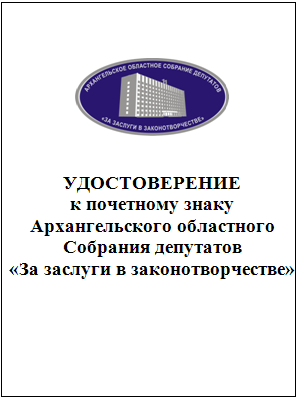 АРХАНГЕЛЬСКОЕ ОБЛАСТНОЕ СОБРАНИЕ ДЕПУТАТОВ
«ЗА ЗАСЛУГИ В ЗАКОНОТВОРЧЕСТВЕ»
УДОСТОВЕРЕНИЕ
к почетному знаку
Архангельского областного
Собрания депутатов
«За заслуги в законотворчестве»